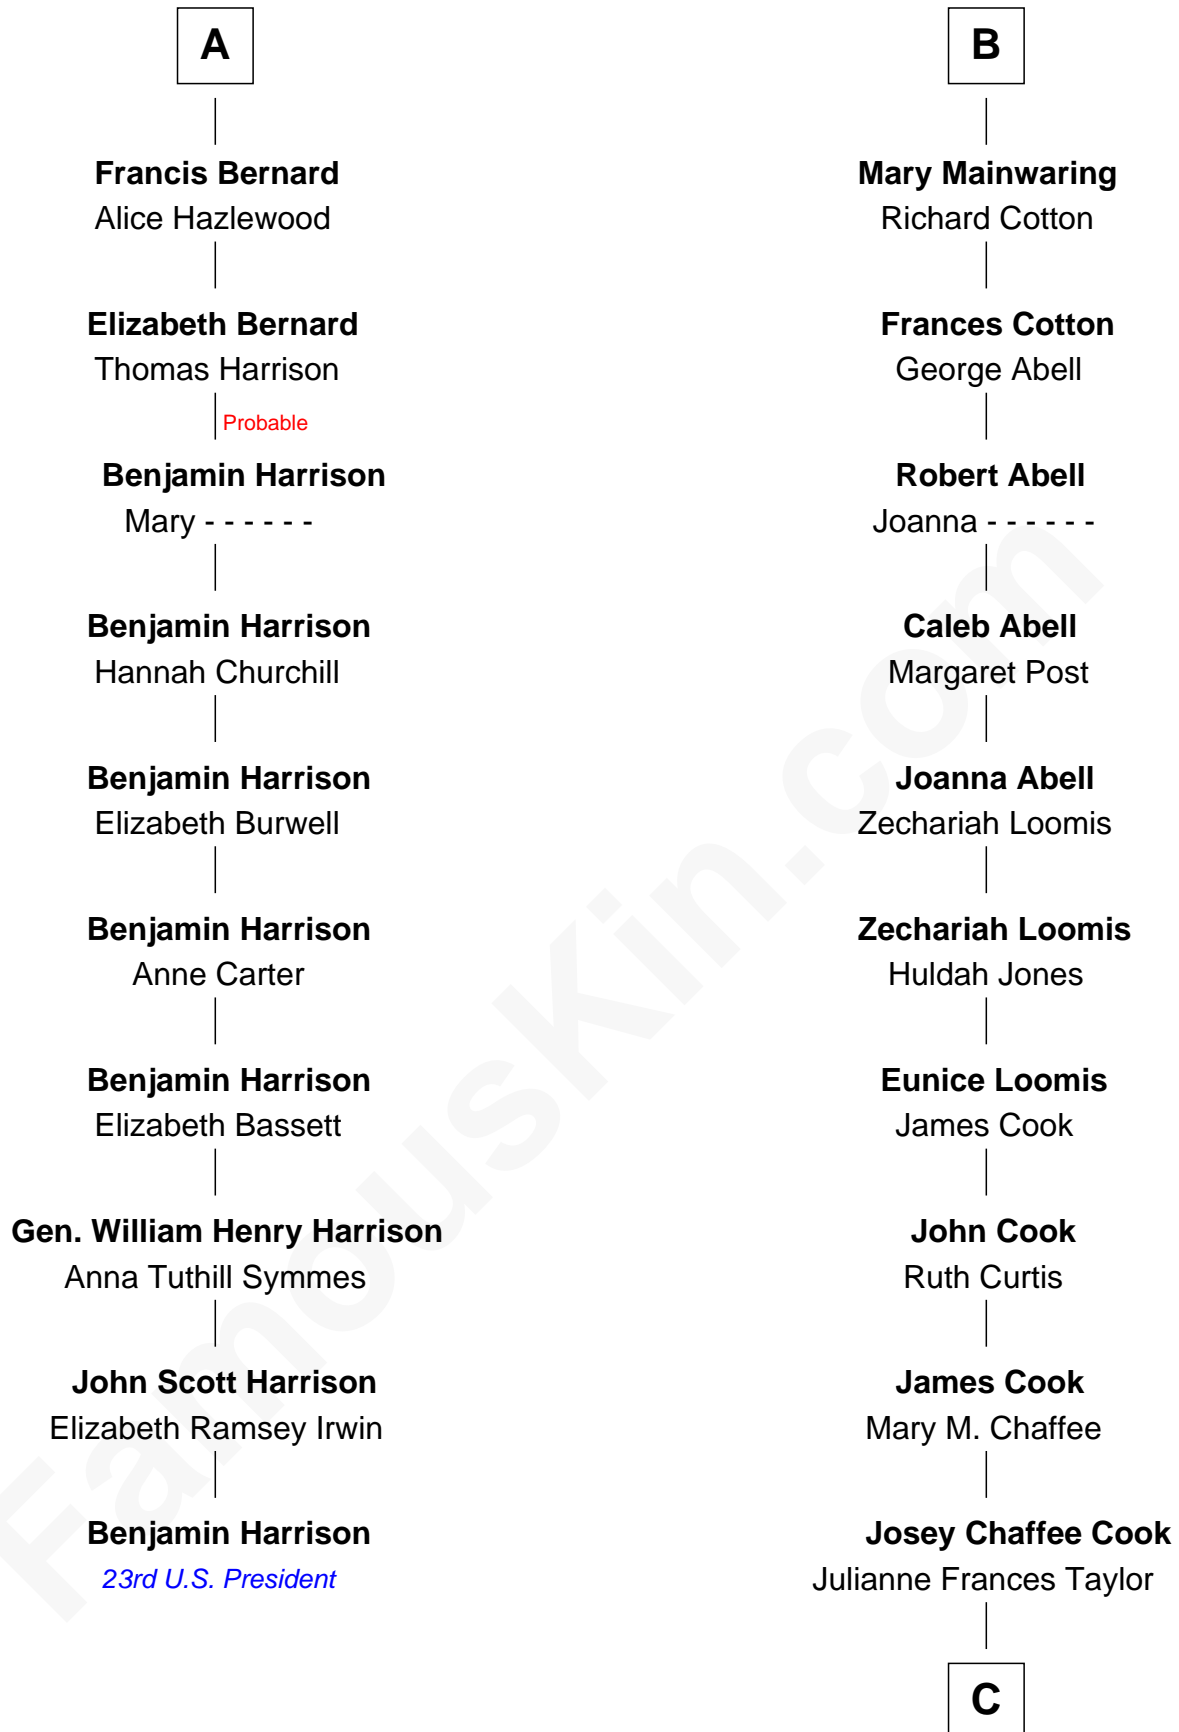 A
Francis Bernard
Alice Hazlewood
Elizabeth Bernard
Thomas Harrison
Probable
Benjamin Harrison
Mary - - - - - -
Benjamin Harrison
Hannah Churchill
Benjamin Harrison
Elizabeth Burwell
Benjamin Harrison
Anne Carter
Benjamin Harrison
Elizabeth Bassett
Gen. William Henry Harrison
Anna Tuthill Symmes
John Scott Harrison
Elizabeth Ramsey Irwin
Benjamin Harrison
23rd U.S. President
B
Mary Mainwaring
Richard Cotton
Frances Cotton
George Abell
Robert Abell
Joanna - - - - - -
Caleb Abell
Margaret Post
Joanna Abell
Zechariah Loomis
Zechariah Loomis
Huldah Jones
Eunice Loomis
James Cook
John Cook
Ruth Curtis
James Cook
Mary M. Chaffee
Josey Chaffee Cook
Julianne Frances Taylor
C
FamousKin.com